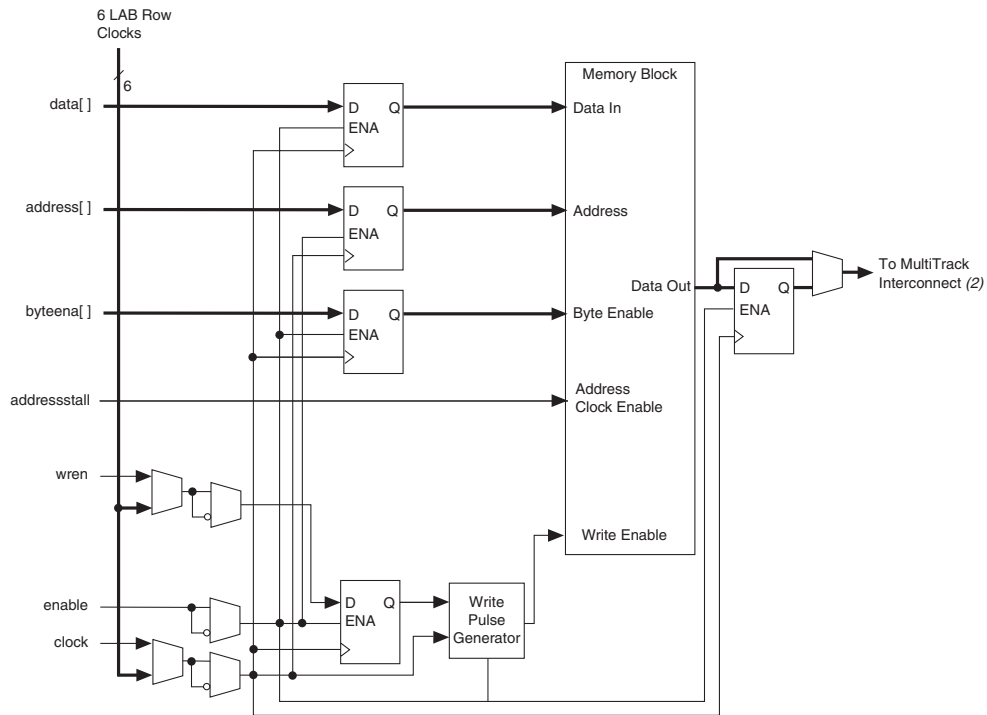 6 LAB Row
Clocks
6
data[ ]
D Q
ENA
Memory Block
Data In
address[ ]
D Q
ENA
Address
To MultiTrack
Interconnect (2)
Data Out
D Q
ENA
byteena[ ]
D Q
ENA
Byte Enable
addressstall
Address
Clock Enable
wren
Write Enable
enable
D Q
ENA
Write
Pulse
Generator
clock